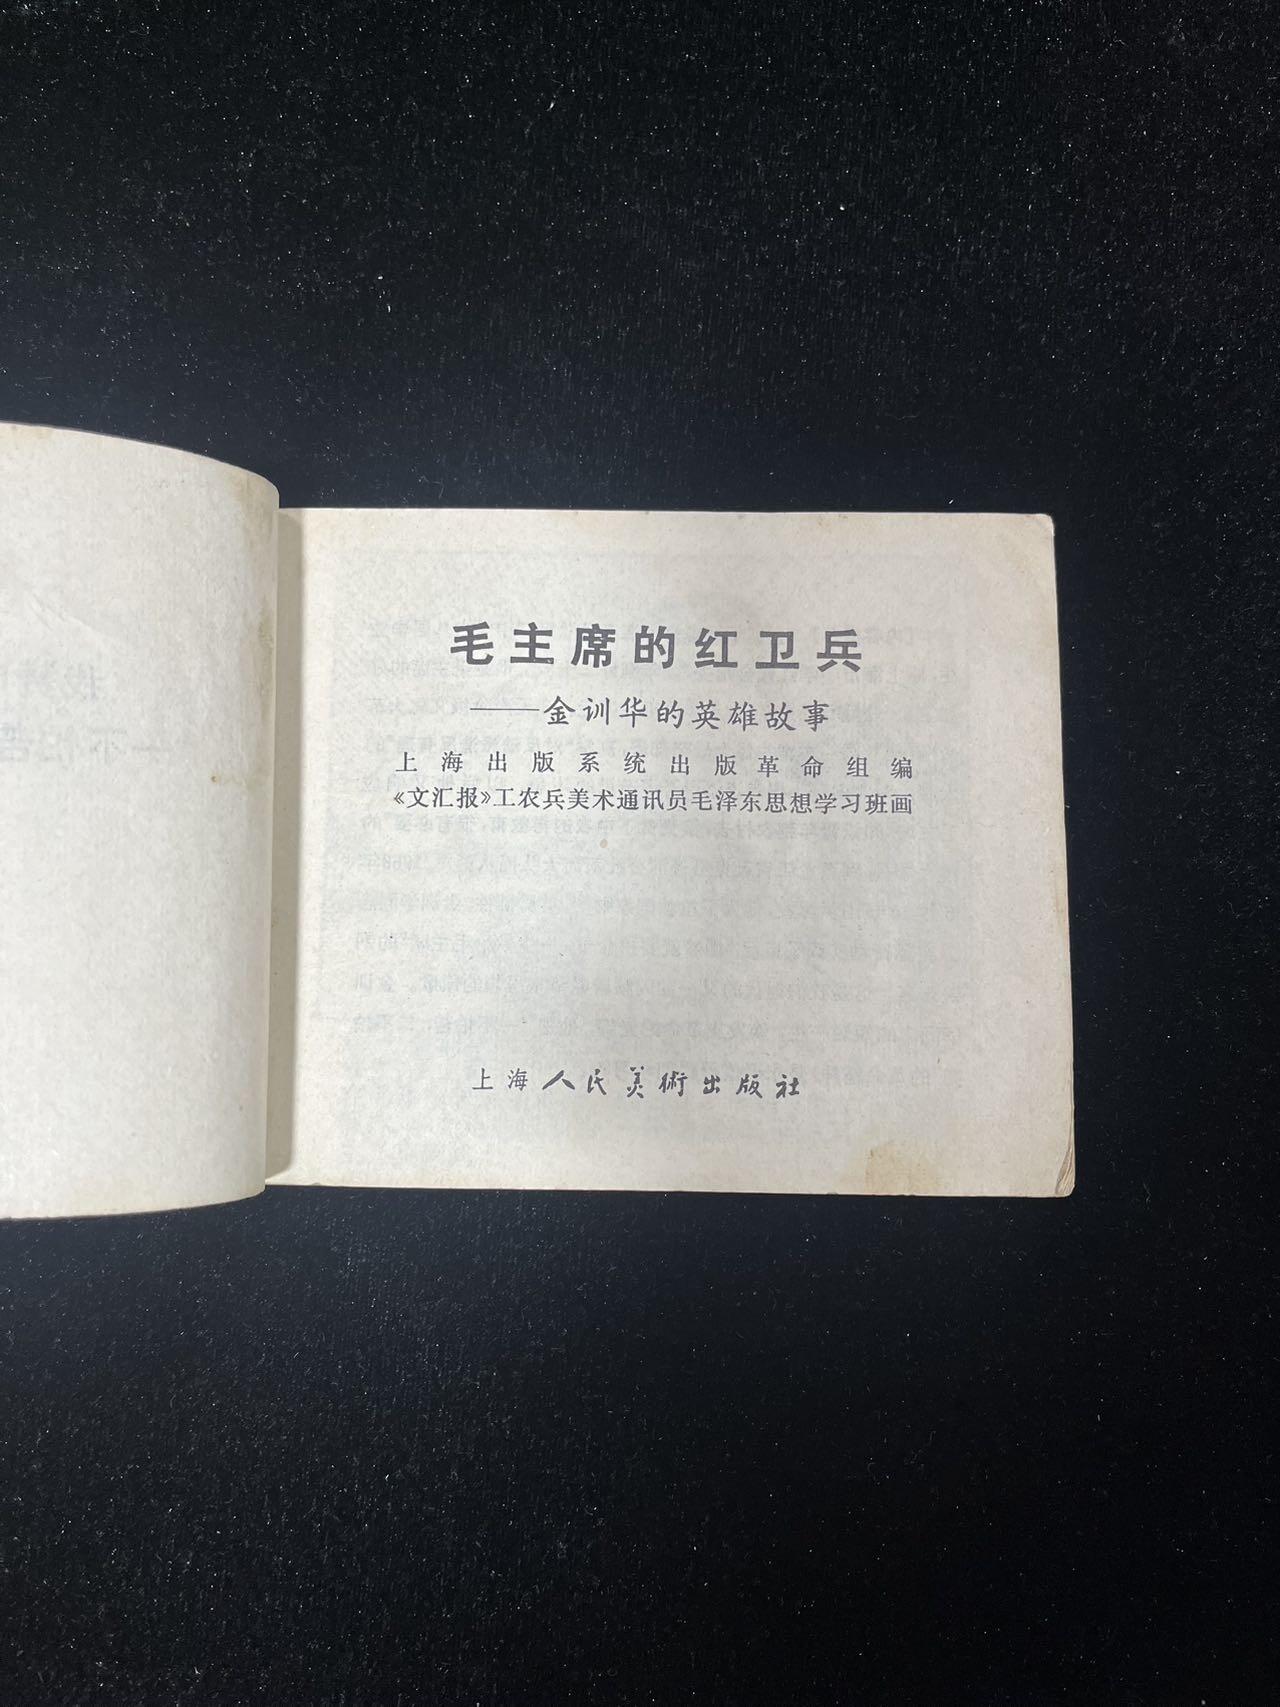 毛主席的红卫兵
——金训华的英雄故事
上海出版系统出版革命组编
《文汇报》工农兵美术通讯员毛泽东思想学习班画
上海人民美術出版社